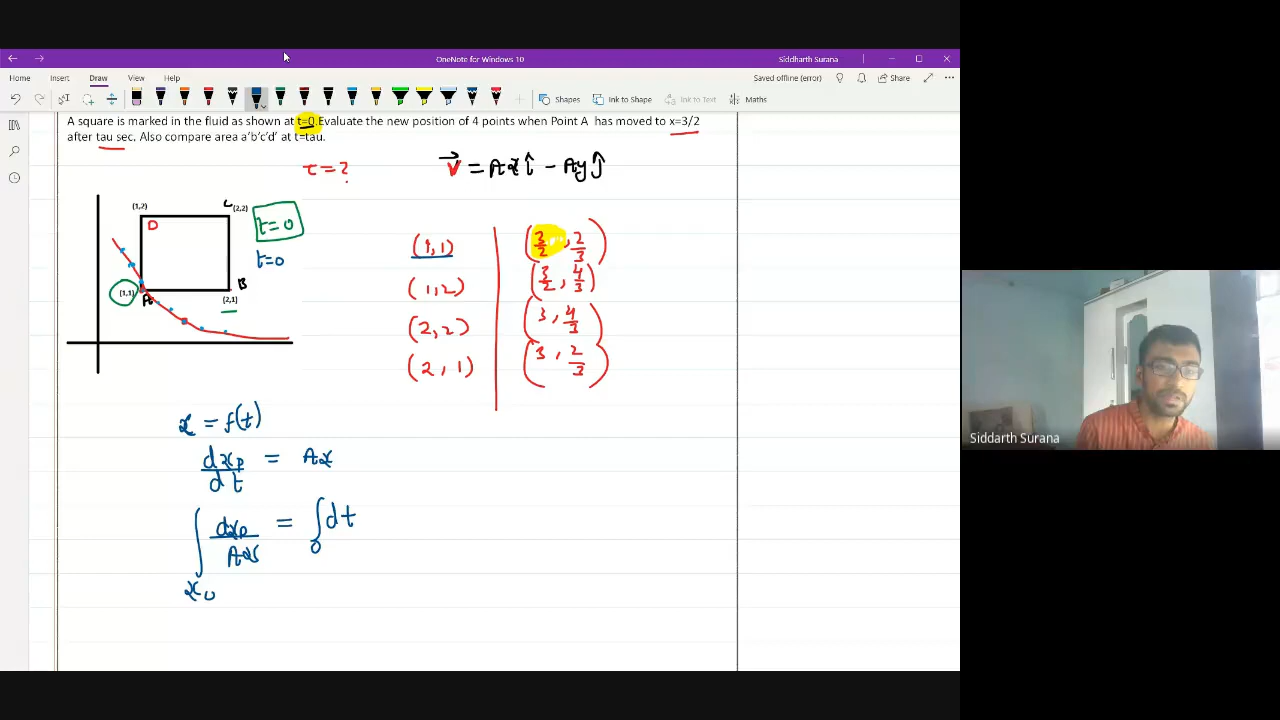 OneNote for Windows 10
Siddharth Surana
Home Insert Draw View Help
Saved offline (error) Share
Shapes Ink to Shape Ink to Text Maths
A square is marked in the fluid as shown at t=0.Evaluate the new position of 4 points when Point A has moved to x=3/2
after tau sec. Also compare area a'b'c'd' at t=tau.
τ = ?
V⃗ = Axî - Ayĵ
(1,2)
C (2,2)
D
t = 0
t=0
(1,1)
A
B
(2,1)
(1,1) (3/2, 2/3)
(1,2) (3/2, 4/3)
(2,2) (3, 4/3)
(2,1) (3, 2/3)
x = f(t)
dxp/dt = Ax
∫x0 dxp/Ax = ∫0 dt
Siddarth Surana